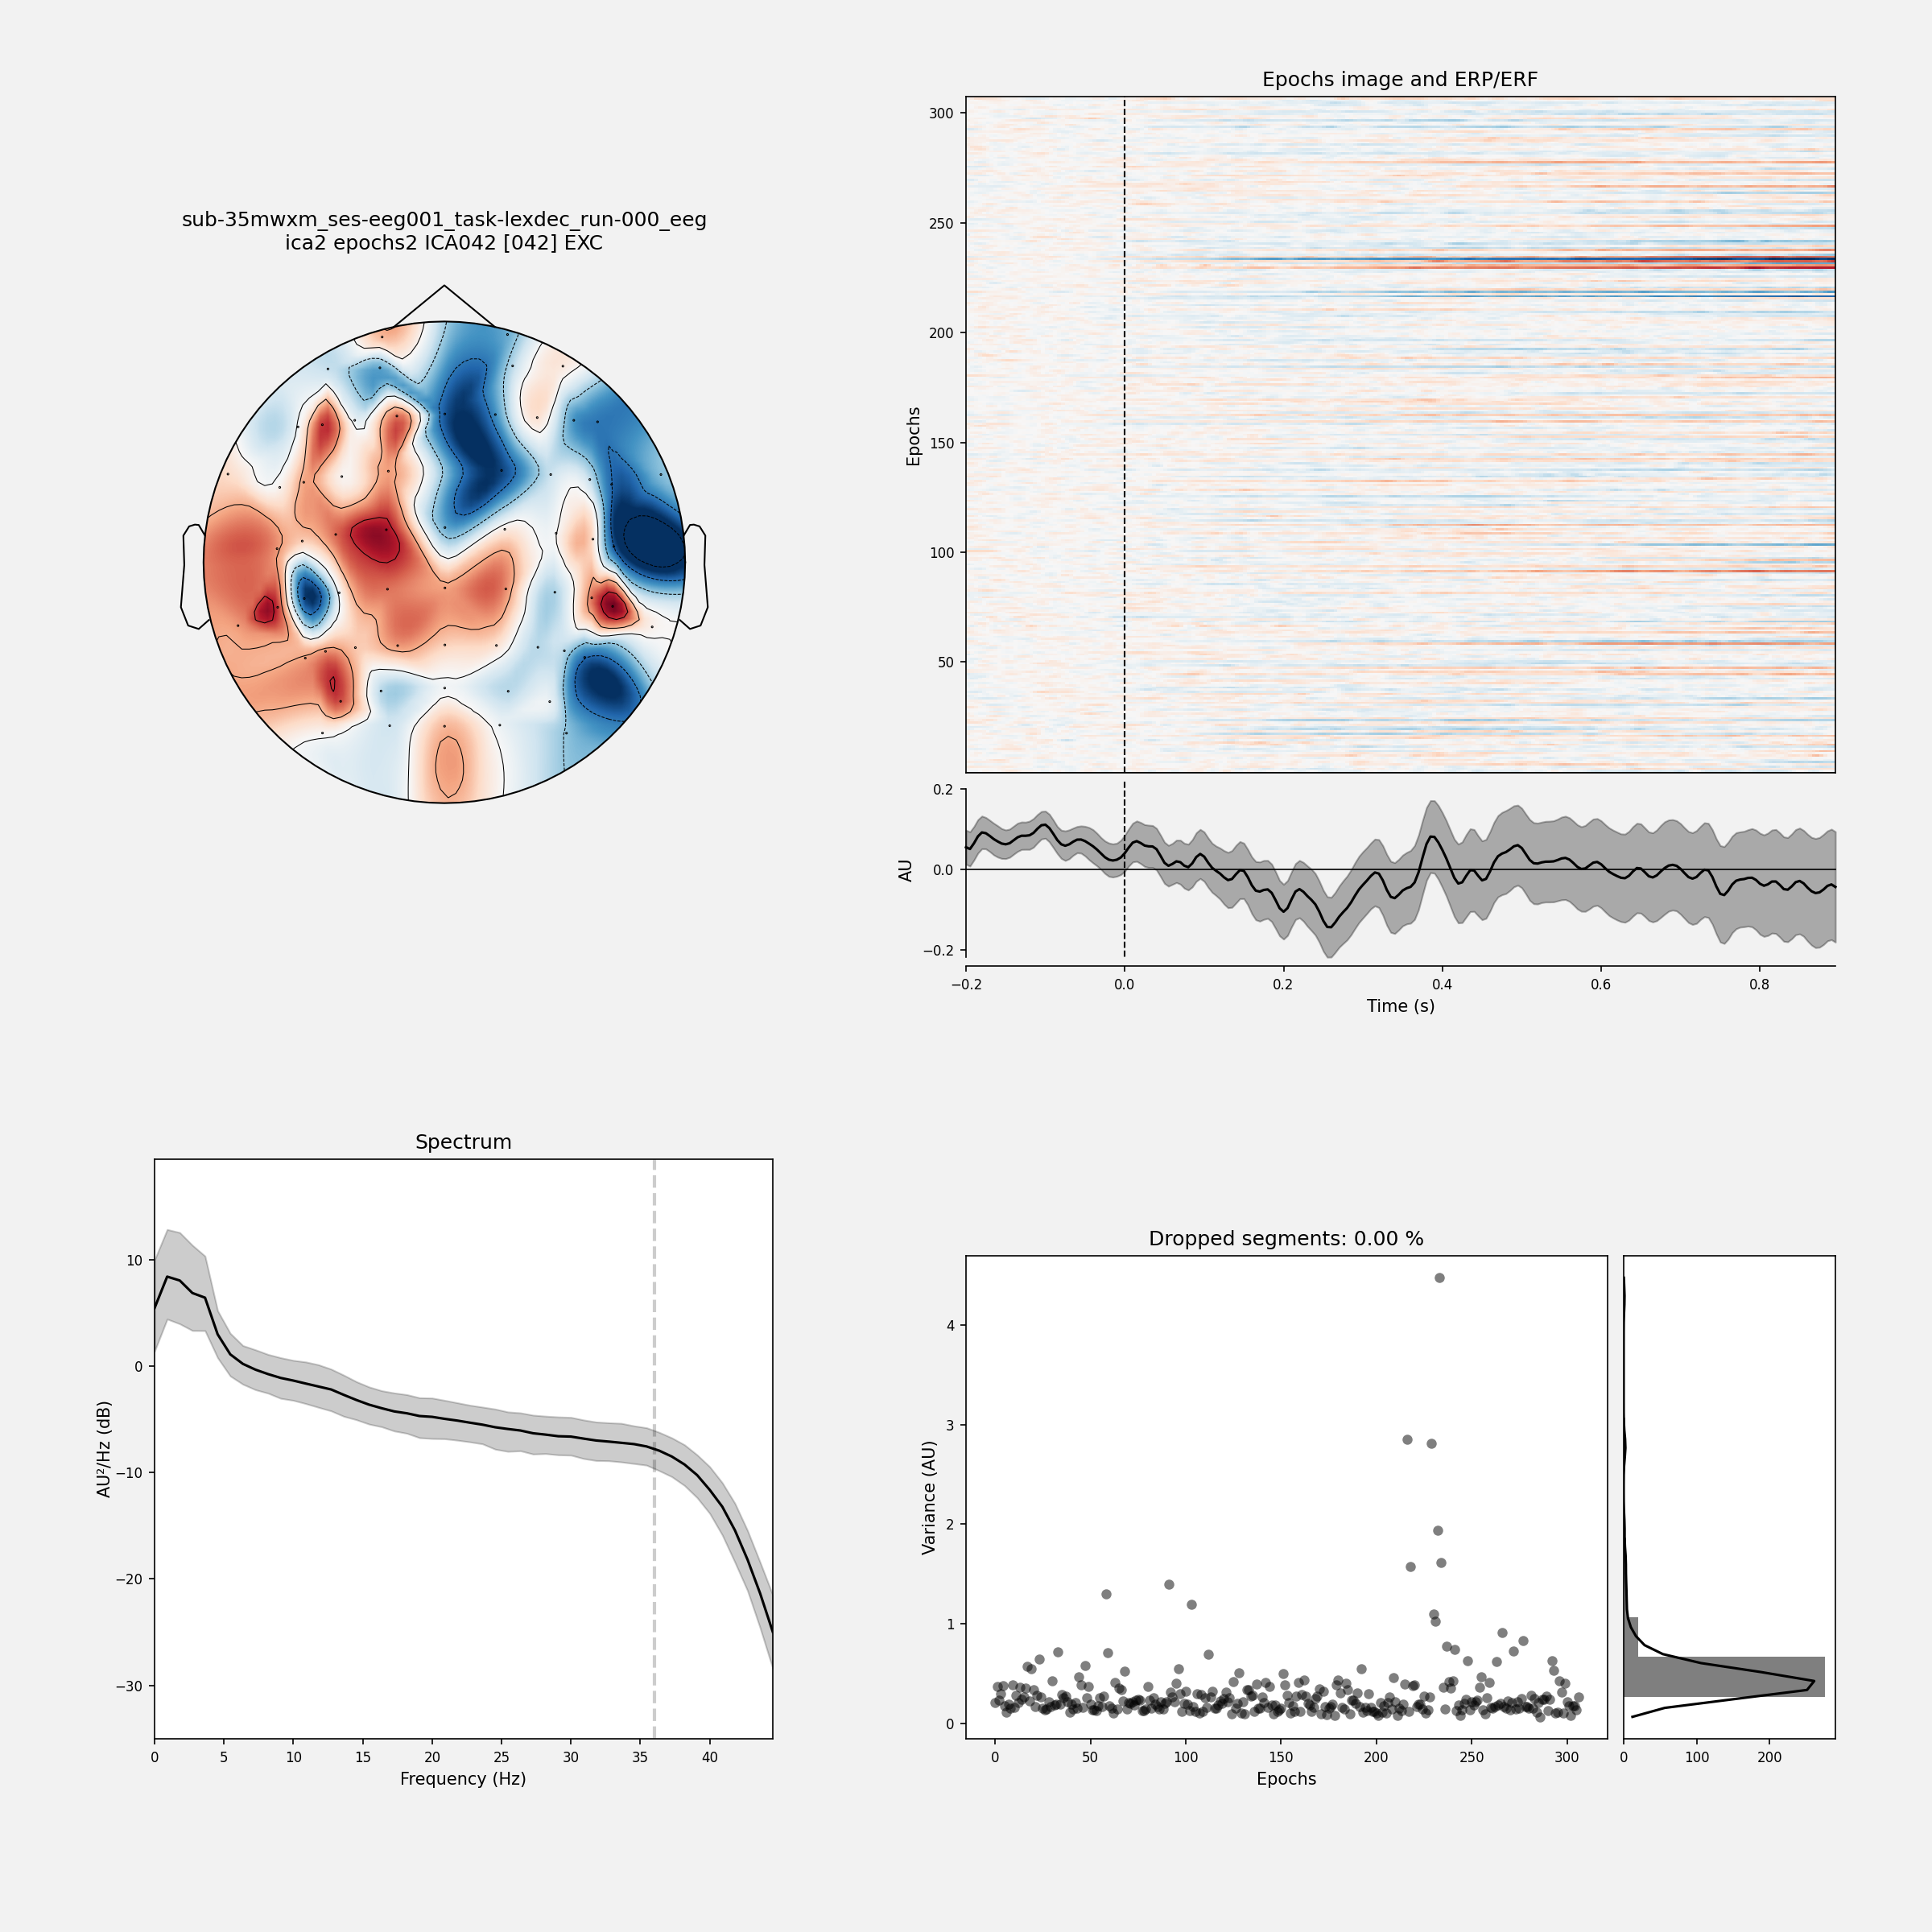 sub-35mwxm_ses-eeg001_task-lexdec_run-000_eeg
ica2 epochs2 ICA042 [042] EXC
Epochs image and ERP/ERF
300
250
200
150
100
50
Epochs
0.2
0.0
−0.2
AU
−0.2 0.0 0.2 0.4 0.6 0.8
Time (s)
Spectrum
10
0
−10
−20
−30
AU²/Hz (dB)
0 5 10 15 20 25 30 35 40
Frequency (Hz)
Dropped segments: 0.00 %
4
3
2
1
0
Variance (AU)
0 50 100 150 200 250 300
Epochs
0 100 200